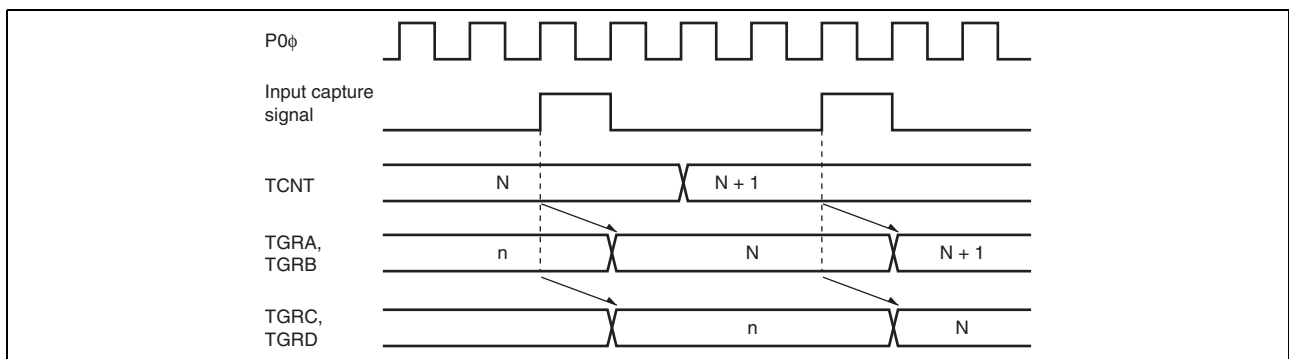 P0ϕ
Input capture
signal
TCNT
N
N + 1
TGRA,
TGRB
n
N
N + 1
TGRC,
TGRD
n
N